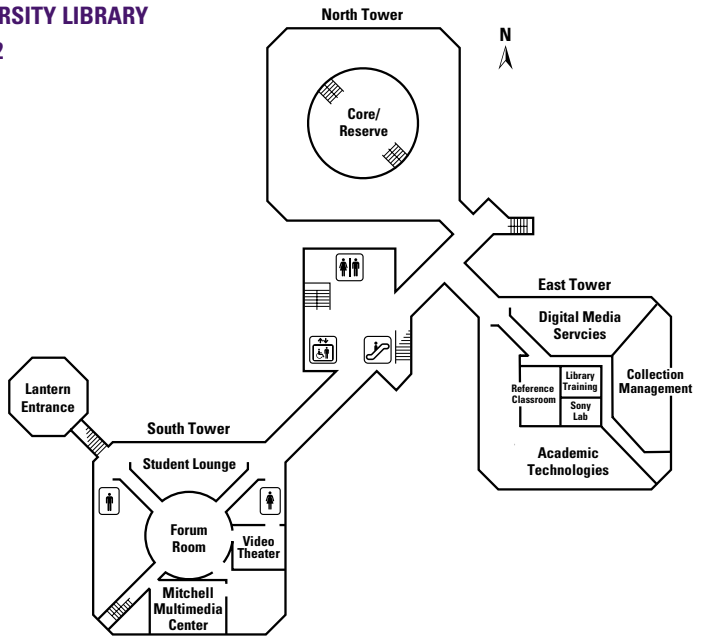 ERSITY LIBRARY
2
North Tower
N
Core/
Reserve
East Tower
Digital Media
Servcies
Collection
Management
Library
Training
Reference
Classroom
Sony
Lab
Academic
Technologies
Lantern
Entrance
South Tower
Student Lounge
Forum
Room
Video
Theater
Mitchell
Multimedia
Center